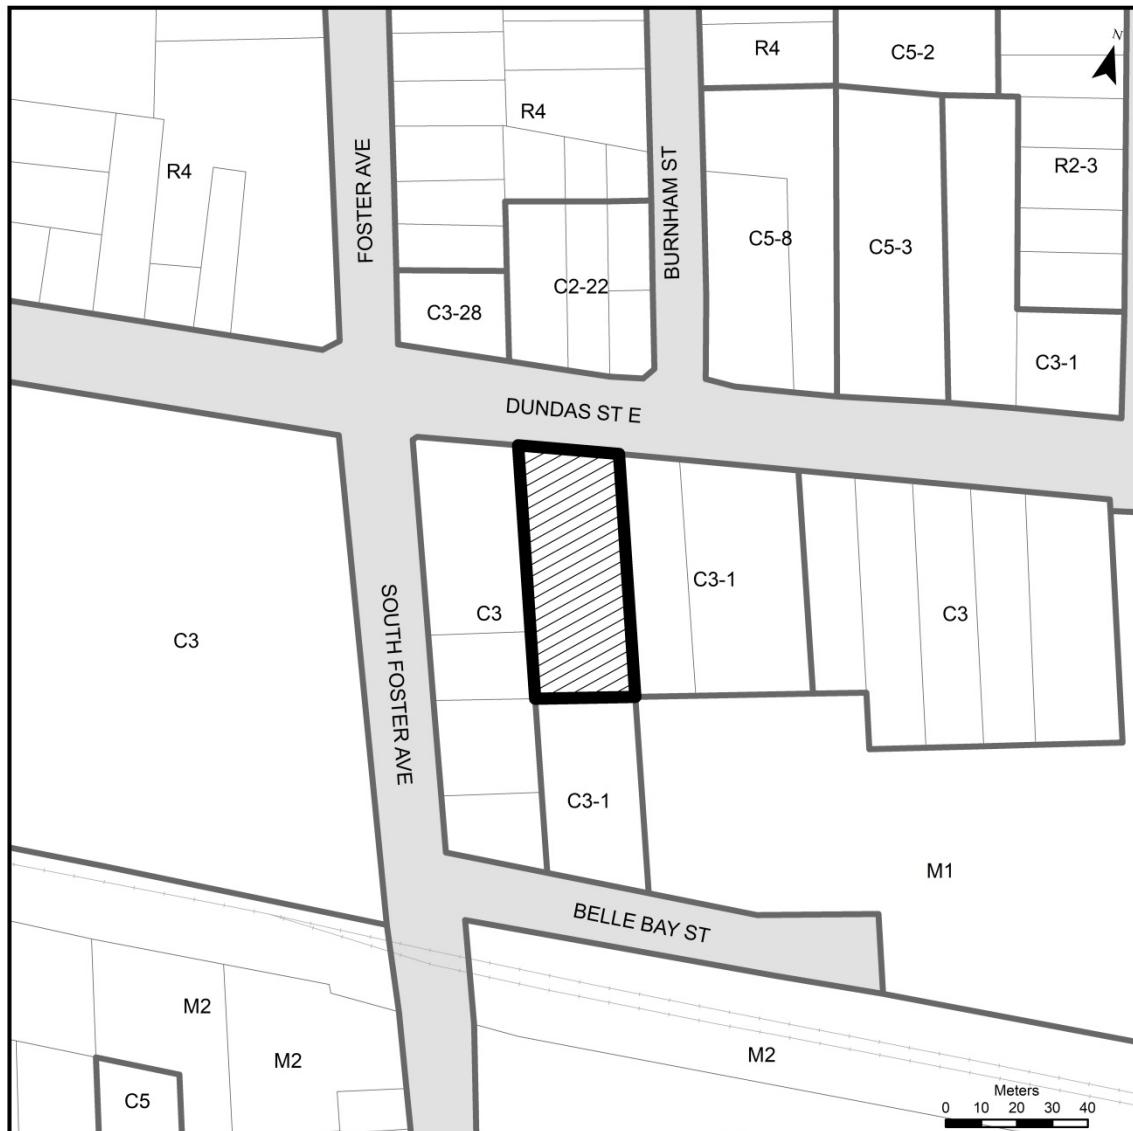 R4
C5-2
N
R4
FOSTER AVE
BURNHAM ST
R4
R2-3
C5-8
C5-3
C2-22
C3-28
C3-1
DUNDAS ST E
C3-1
C3
C3
C3
SOUTH FOSTER AVE
C3-1
M1
BELLE BAY ST
M2
M2
M2
C5
Meters
0 10 20 30 40